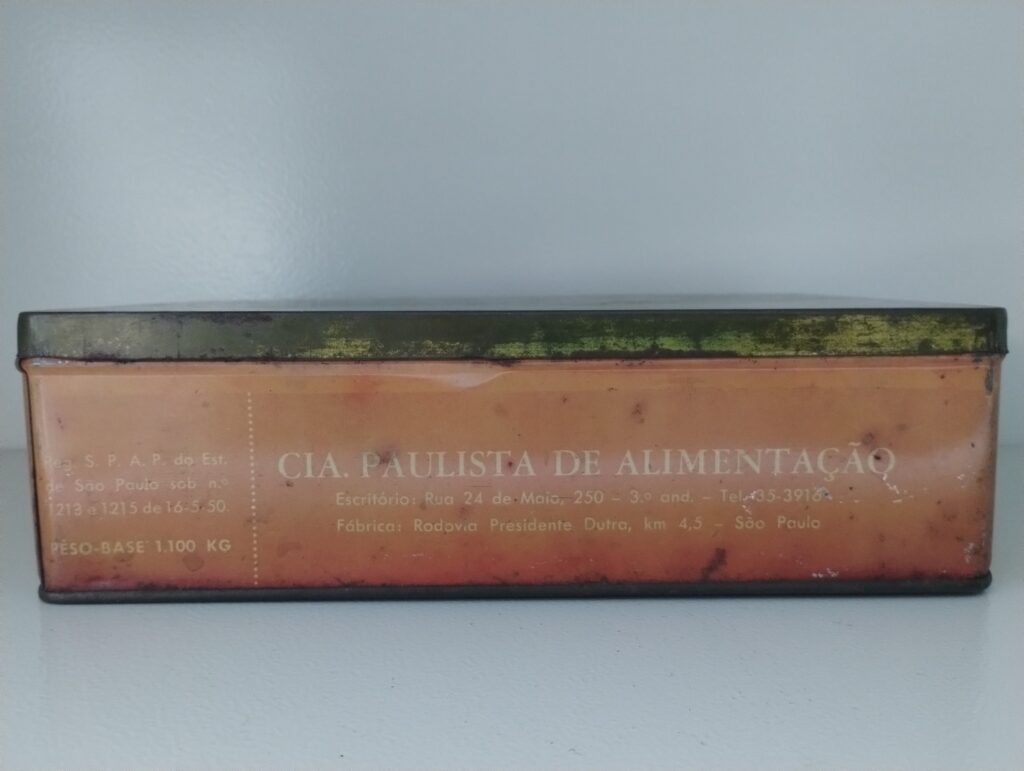 Reg. S. P. A. P. do Est.
de São Paulo sob n.º
1213 e 1215 de 16-5-50.
PÊSO-BASE 1.100 KG
CIA. PAULISTA DE ALIMENTAÇÃO
Escritório: Rua 24 de Maio, 250 – 3.º and. – Tel. 35-3916
Fábrica: Rodovia Presidente Dutra, km 4,5 – São Paulo